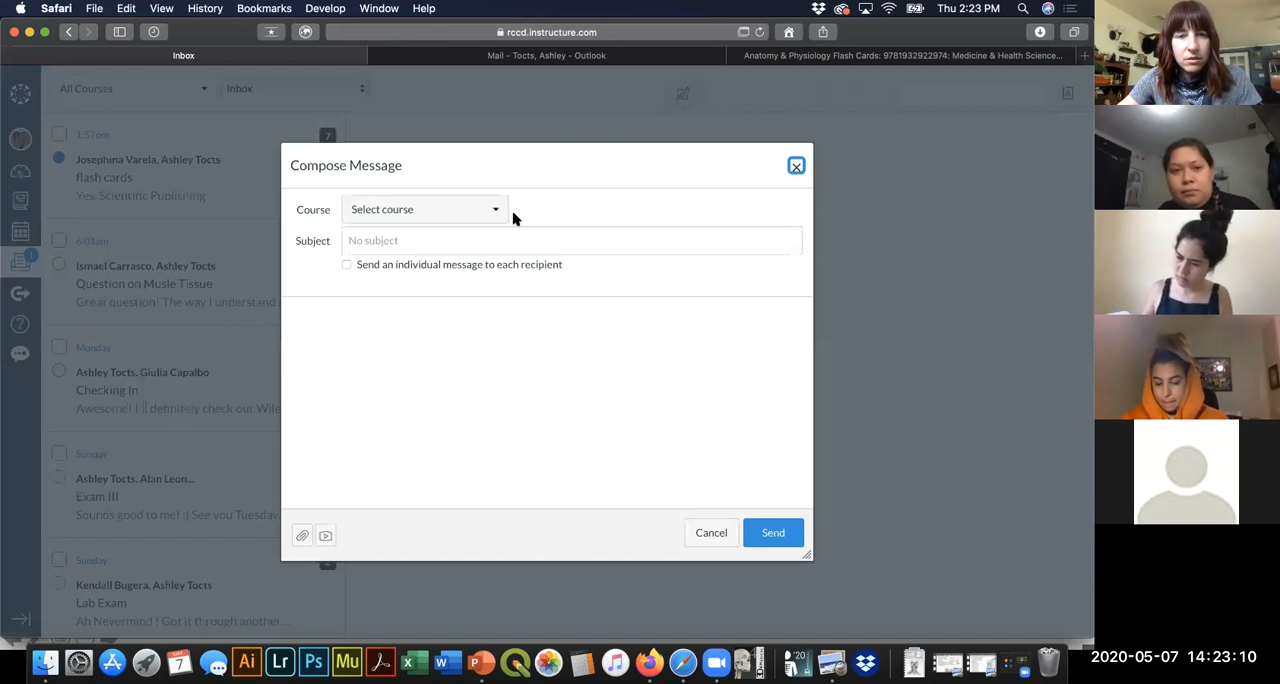 Safari File Edit View History Bookmarks Develop Window Help Thu 2:23 PM
rccd.instructure.com
Inbox Mail - Tocts, Ashley - Outlook Anatomy & Physiology Flash Cards: 9781932922974: Medicine & Health Science...
All Courses Inbox
1:57pm 7
Josephina Varela, Ashley Tocts
flash cards
Yes. Scientific Publishing
6:01am
Ismael Carrasco, Ashley Tocts
Question on Musle Tissue
Great question! The way I understand
Monday
Ashley Tocts, Giulia Capalbo
Checking In
Awesome! I'll definitely check out Wile
Sunday
Ashley Tocts, Alan Leon...
Exam III
Sounds good to me! :) See you Tuesday.
Sunday
Kendall Bugera, Ashley Tocts
Lab Exam
Ah Nevermind ! Got it through another...
Compose Message
Course Select course
Subject No subject
Send an individual message to each recipient
Cancel Send
Ai Lr Ps Mu
2020-05-07 14:23:10